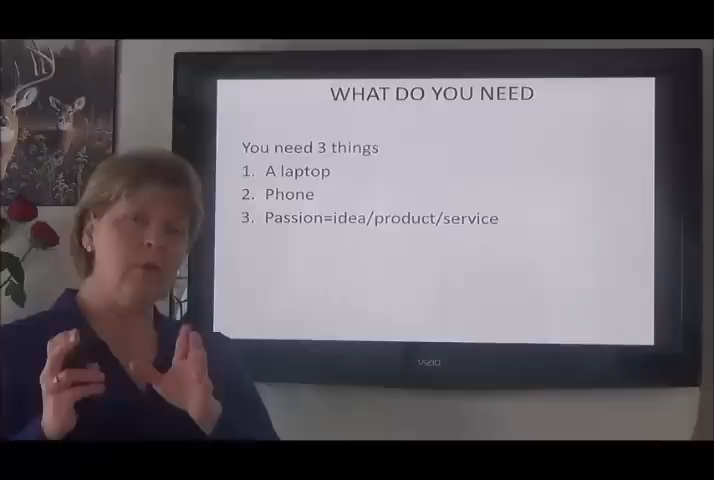 WHAT DO YOU NEED
You need 3 things
1. A laptop
2. Phone
3. Passion=idea/product/service
VIZIO